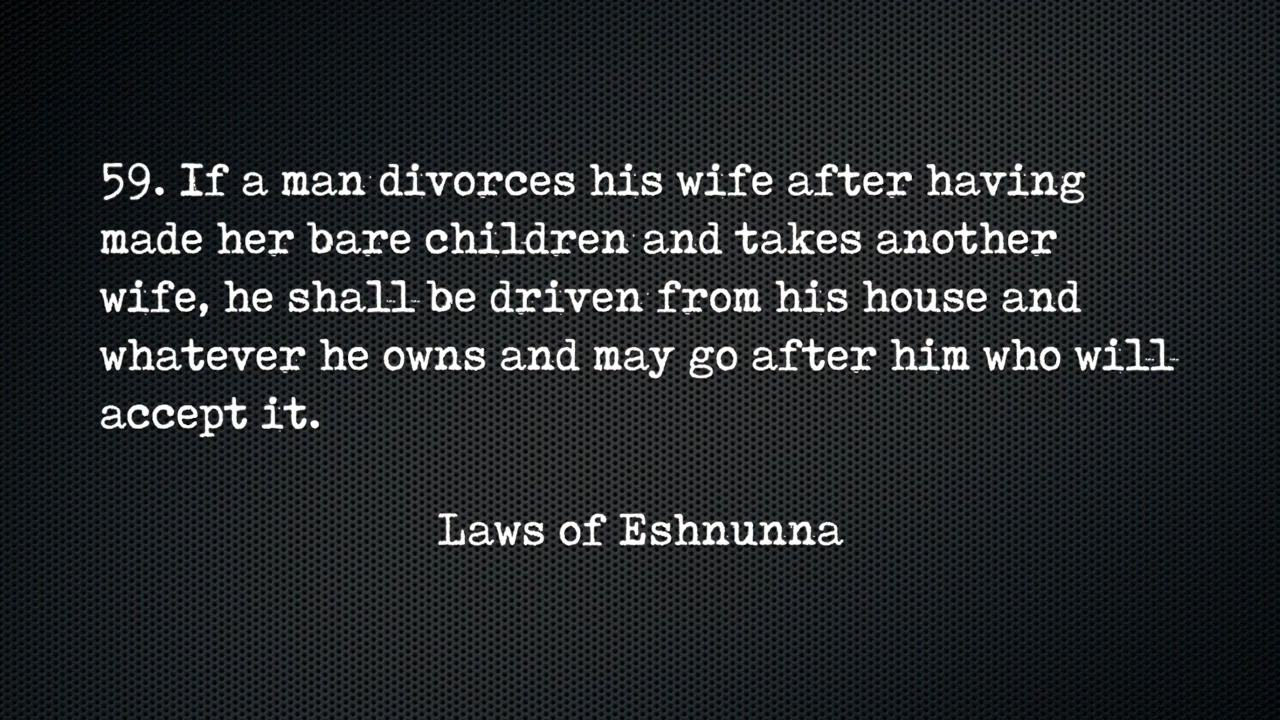 59. If a man divorces his wife after having
made her bare children and takes another
wife, he shall be driven from his house and
whatever he owns and may go after him who will
accept it.
Laws of Eshnunna